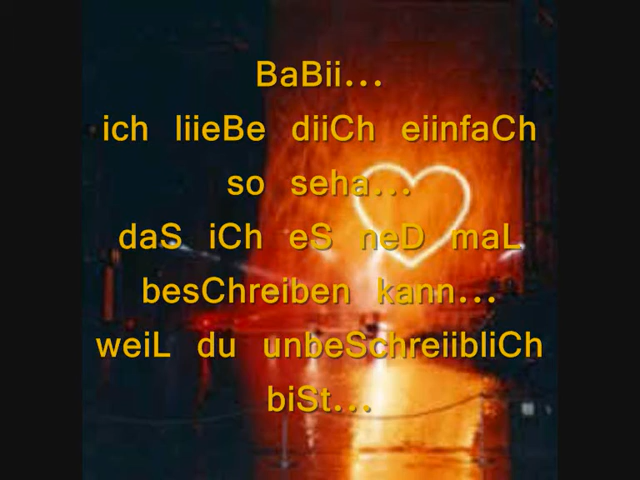 BaBii...
ich liieBe diiCh eiinfaCh
so seha...
daS iCh eS neD maL
besChreiben kann...
weiL du unbeSchreiibliCh
biSt...